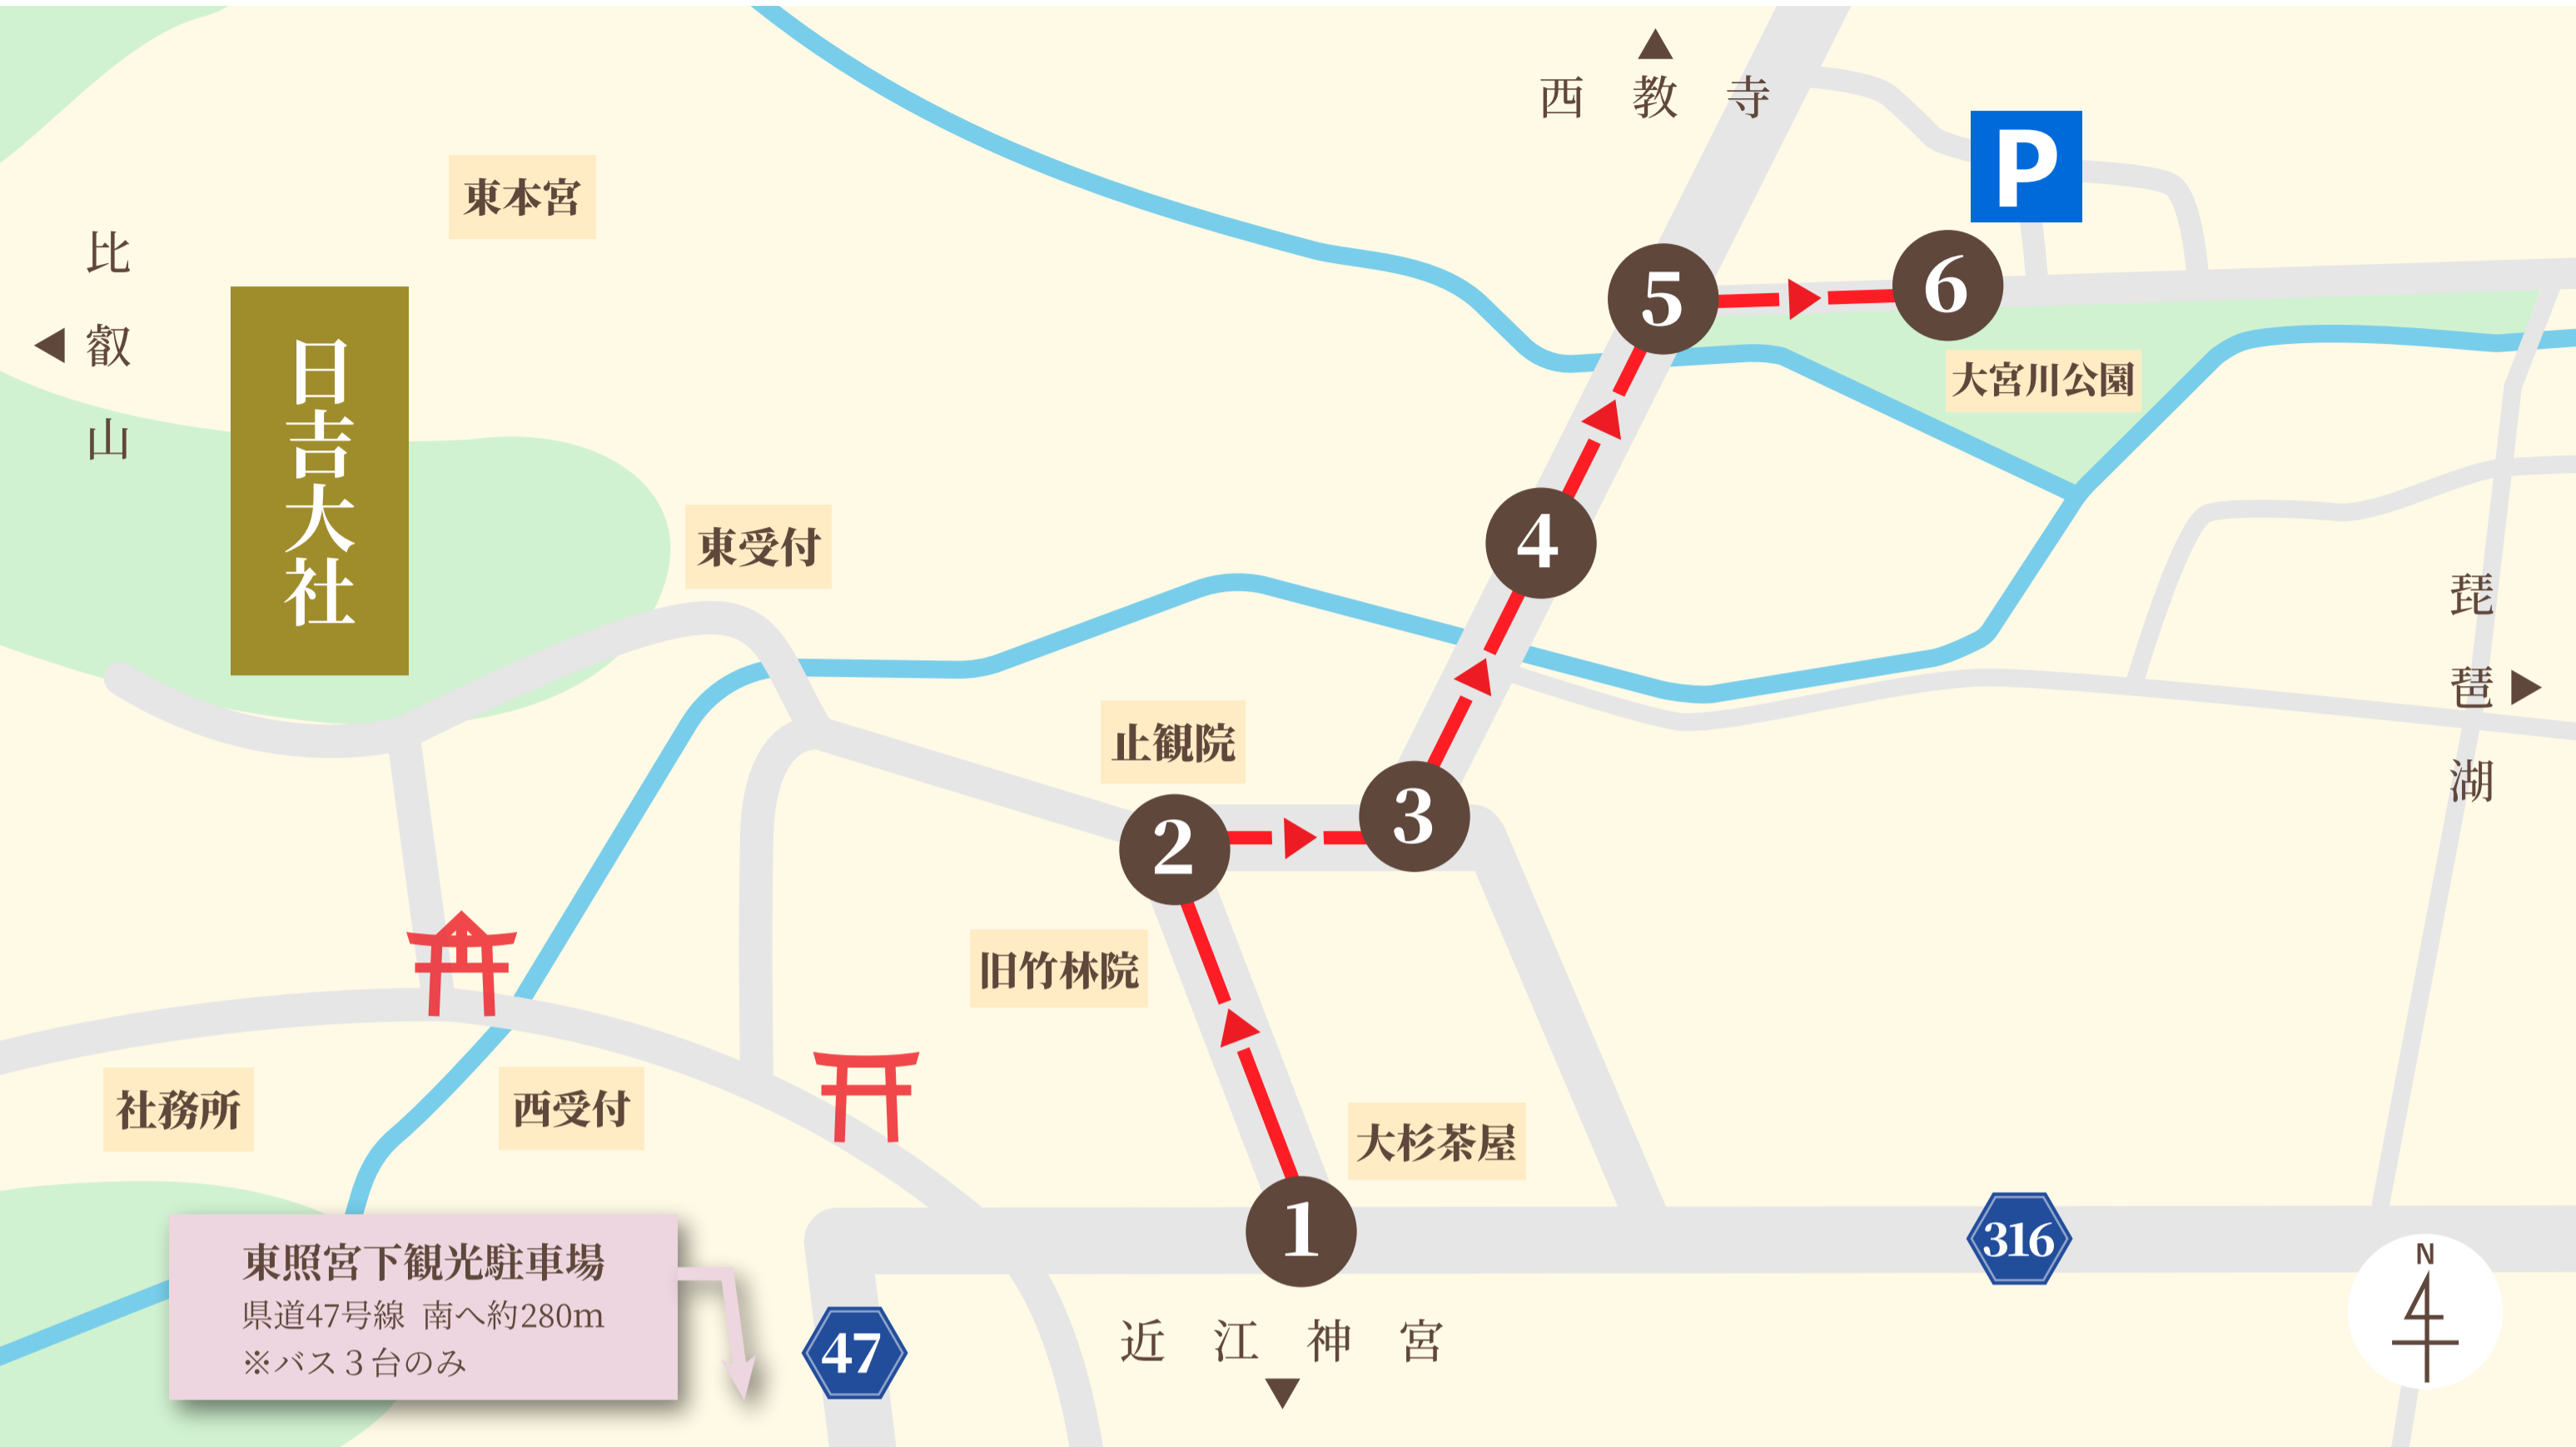 西教寺
P
東本宮
比叡山
日吉大社
5
6
大宮川公園
4
東受付
琵琶湖
止観院
3
2
旧竹林院
社務所
西受付
大杉茶屋
1
316
東照宮下観光駐車場
県道47号線 南へ約280m
※バス３台のみ
47
近江神宮
N